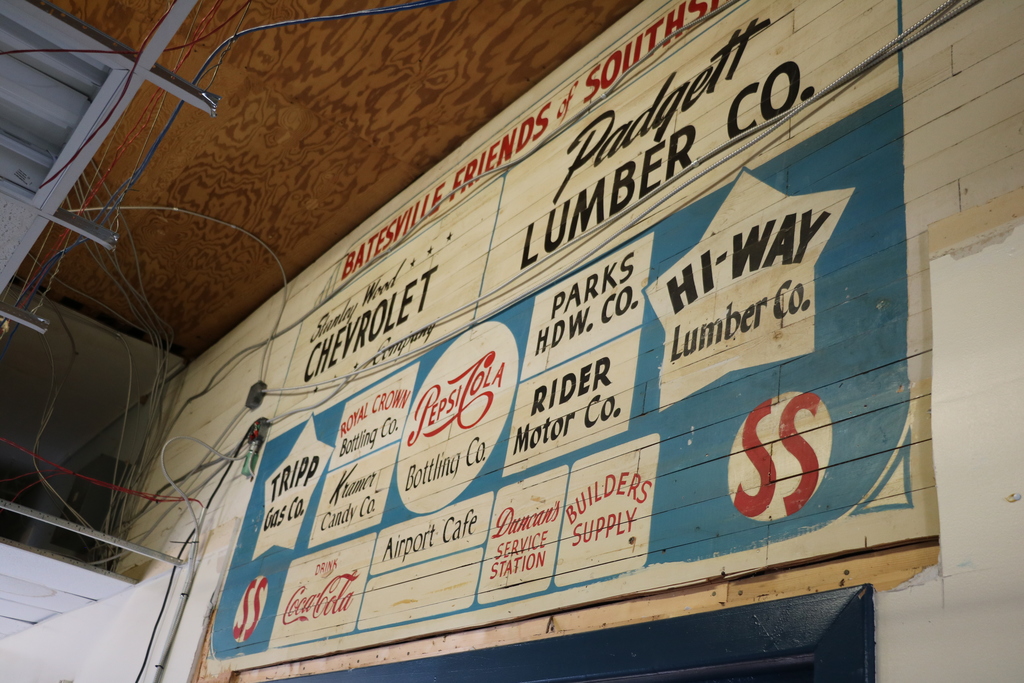 BATESVILLE FRIENDS of
Padgett
LUMBER CO.
Stanley Wood
CHEVROLET
Company
HI-WAY
Lumber Co.
PARKS
HDW. CO.
RIDER
Motor Co.
PEPSI COLA
Bottling Co.
ROYAL CROWN
Bottling Co.
Kramer
Candy Co.
TRIPP
Gas Co.
SS
DRINK
Coca-Cola
Airport Cafe
Duncan's
SERVICE
STATION
BUILDERS
SUPPLY
SS